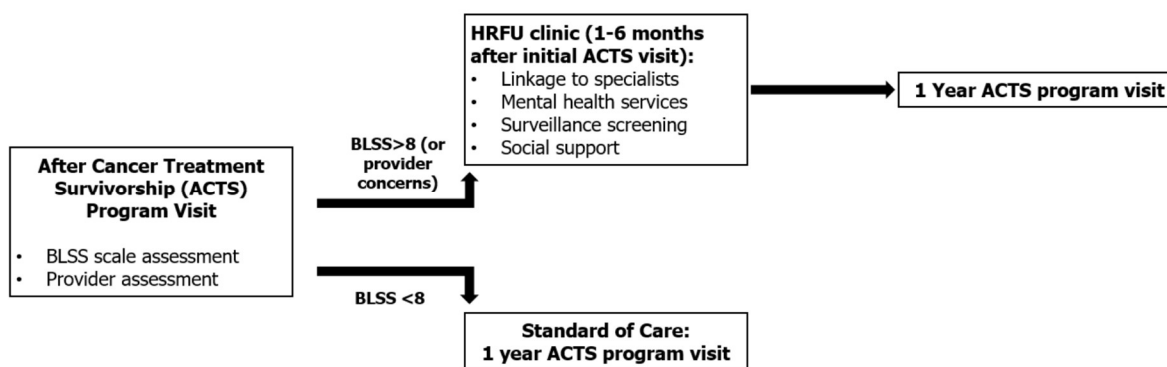 After Cancer Treatment
Survivorship (ACTS)
Program Visit
• BLSS scale assessment
• Provider assessment
BLSS>8 (or
provider
concerns)
BLSS <8
HRFU clinic (1-6 months
after initial ACTS visit):
• Linkage to specialists
• Mental health services
• Surveillance screening
• Social support
1 Year ACTS program visit
Standard of Care:
1 year ACTS program visit